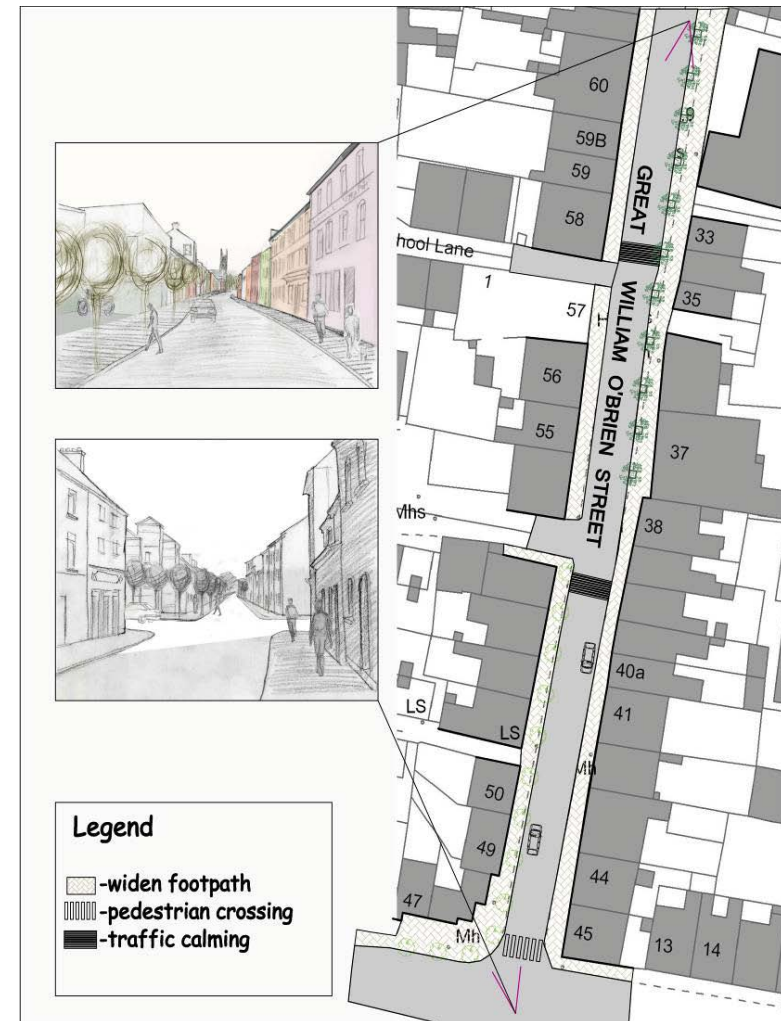 60
59B
59
58
GREAT
33
hool Lane
35
1
57
WILLIAM O'BRIEN STREET
56
55
37
Mhs
38
40a
41
LS
LS
Mh
50
49
44
47
Mh
45
13
14
Legend
-widen footpath
-pedestrian crossing
-traffic calming